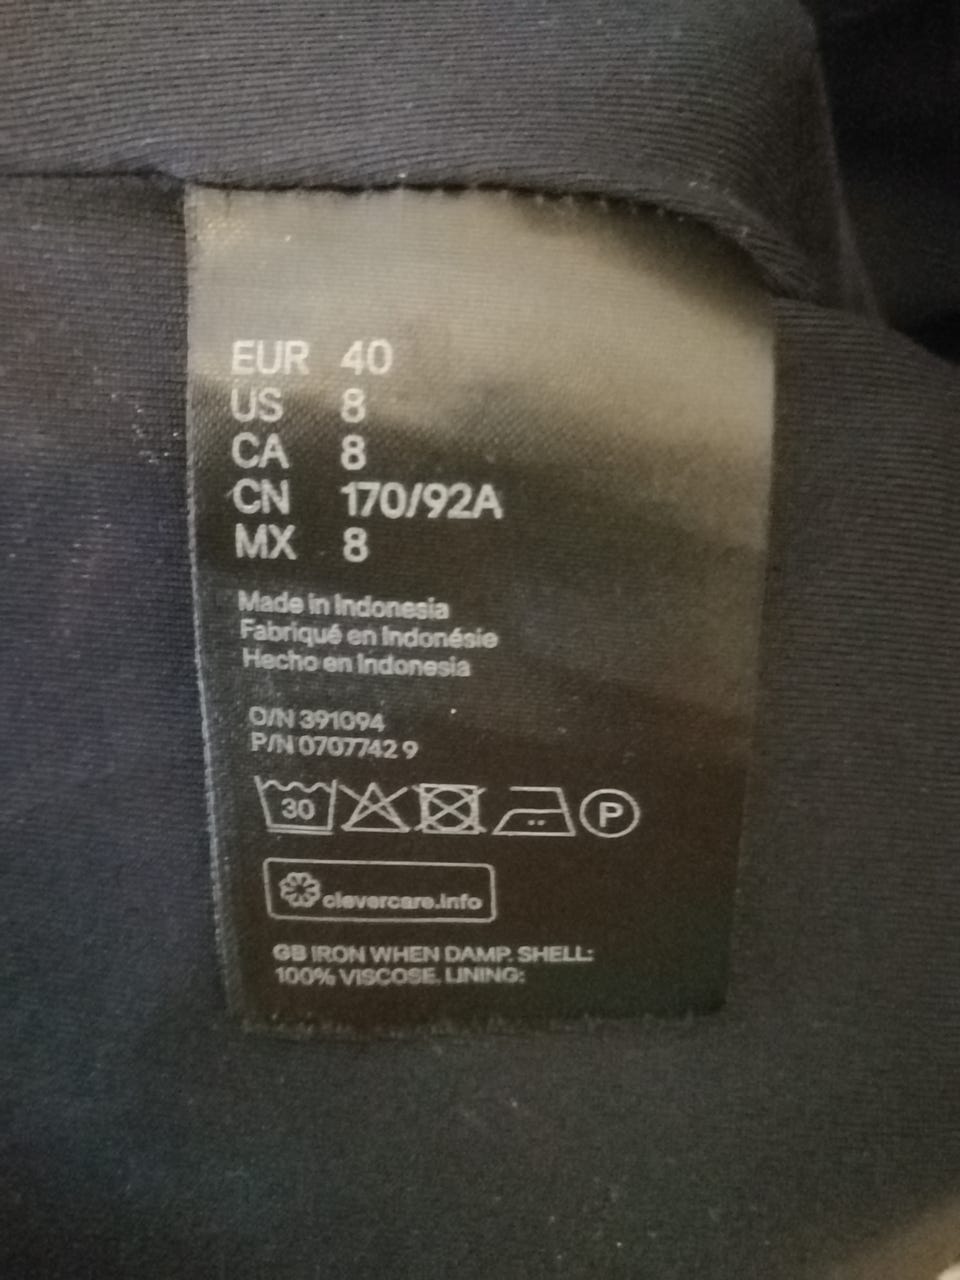 EUR 40
US 8
CA 8
CN 170/92A
MX 8
Made in Indonesia
Fabriqué en Indonésie
Hecho en Indonesia
O/N 391094
P/N 0707742 9
30 P
clevercare.info
GB IRON WHEN DAMP. SHELL:
100% VISCOSE. LINING: